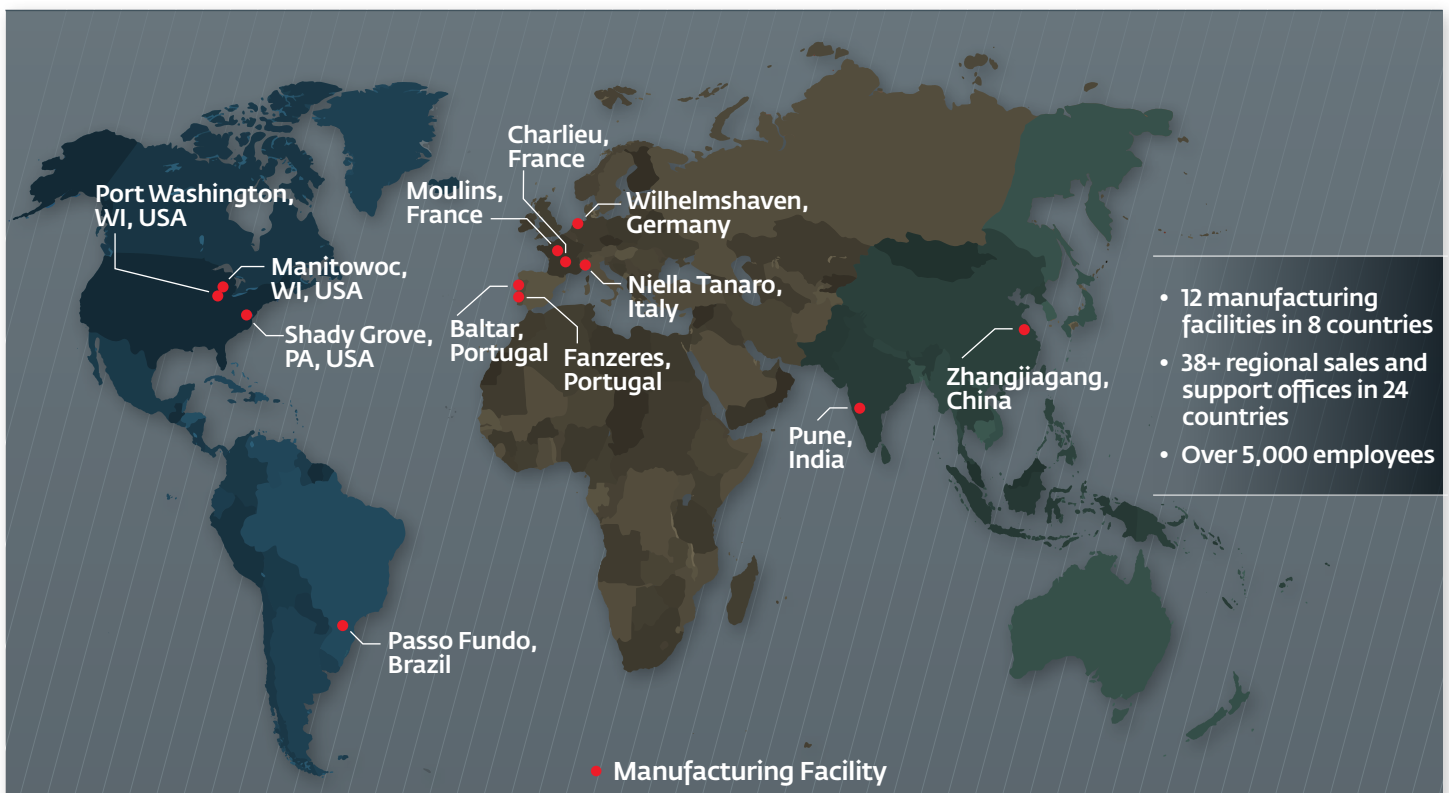 Charlieu,
France
Port Washington,
WI, USA
Moulins,
France
Wilhelmshaven,
Germany
Manitowoc,
WI, USA
Niella Tanaro,
Italy
Shady Grove,
PA, USA
Baltar,
Portugal
Fanzeres,
Portugal
Zhangjiagang,
China
Pune,
India
• 12 manufacturing
facilities in 8 countries
• 38+ regional sales and
support offices in 24
countries
• Over 5,000 employees
Passo Fundo,
Brazil
Manufacturing Facility